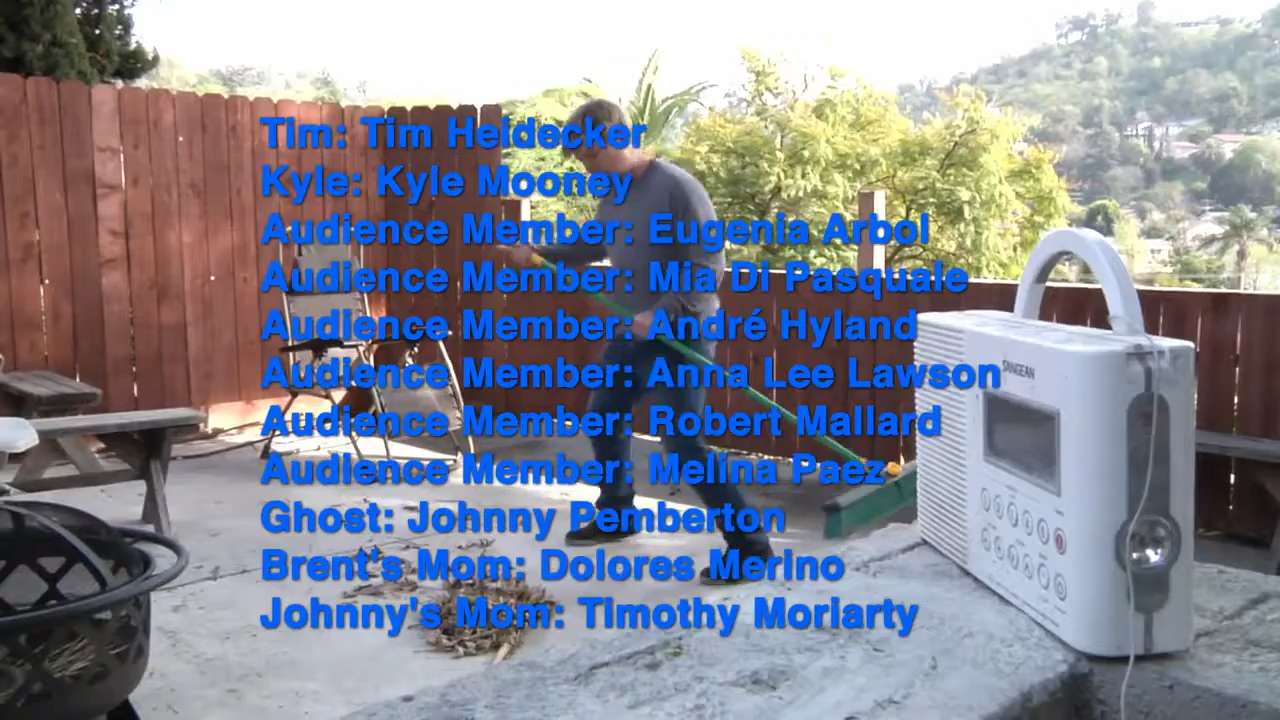 Tim: Tim Heidecker
Kyle: Kyle Mooney
Audience Member: Eugenia Arbol
Audience Member: Mia Di Pasquale
Audience Member: André Hyland
Audience Member: Anna Lee Lawson
Audience Member: Robert Mallard
Audience Member: Melina Paez
Ghost: Johnny Pemberton
Brent's Mom: Dolores Merino
Johnny's Mom: Timothy Moriarty
SANGEAN